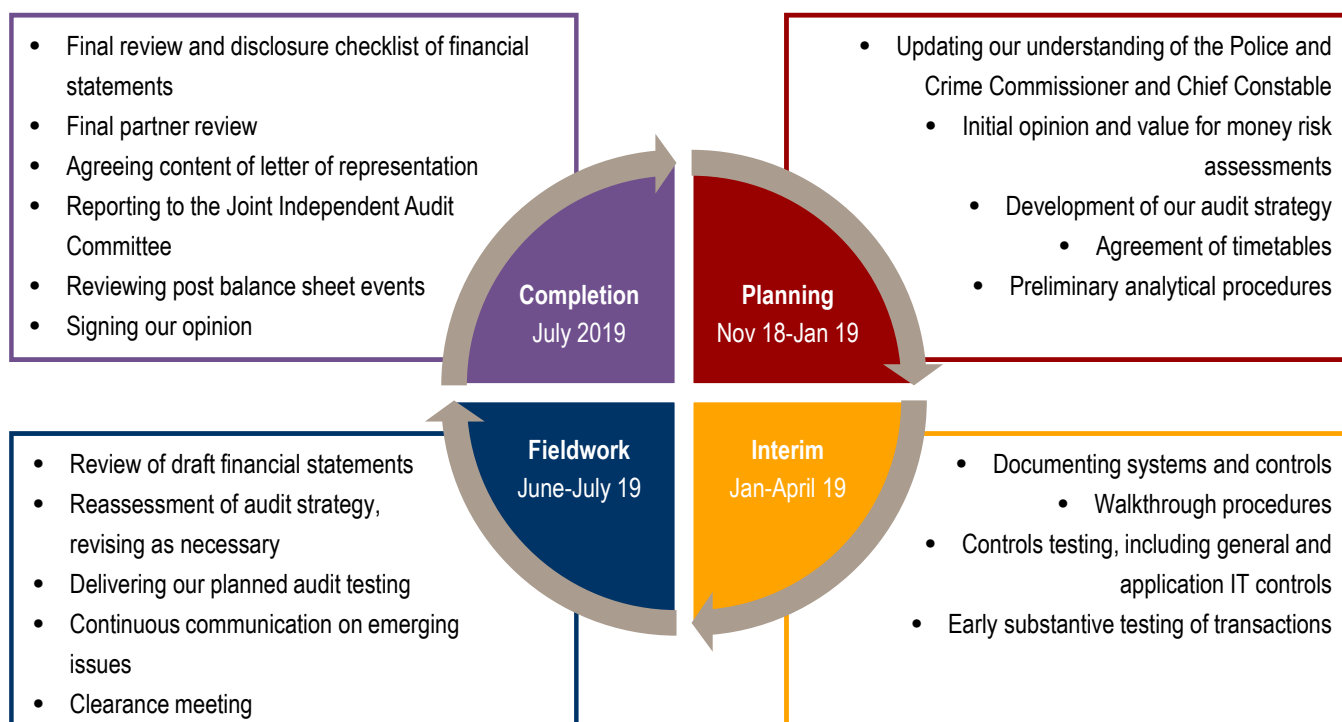 • Final review and disclosure checklist of financial
statements
• Final partner review
• Agreeing content of letter of representation
• Reporting to the Joint Independent Audit
Committee
• Reviewing post balance sheet events
• Signing our opinion
• Updating our understanding of the Police and
Crime Commissioner and Chief Constable
• Initial opinion and value for money risk
assessments
• Development of our audit strategy
• Agreement of timetables
• Preliminary analytical procedures
Completion
July 2019
Planning
Nov 18-Jan 19
Fieldwork
June-July 19
Interim
Jan-April 19
• Review of draft financial statements
• Reassessment of audit strategy,
revising as necessary
• Delivering our planned audit testing
• Continuous communication on emerging
issues
• Clearance meeting
• Documenting systems and controls
• Walkthrough procedures
• Controls testing, including general and
application IT controls
• Early substantive testing of transactions